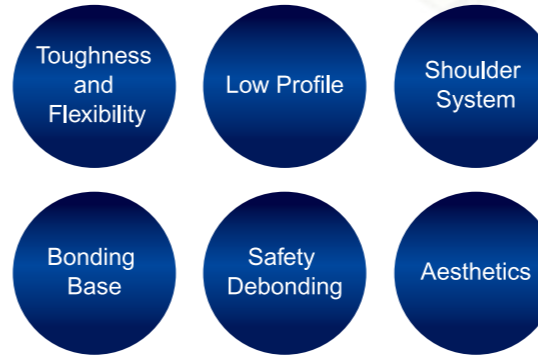 Toughness
and
Flexibility
Low Profile
Shoulder
System
Bonding
Base
Safety
Debonding
Aesthetics